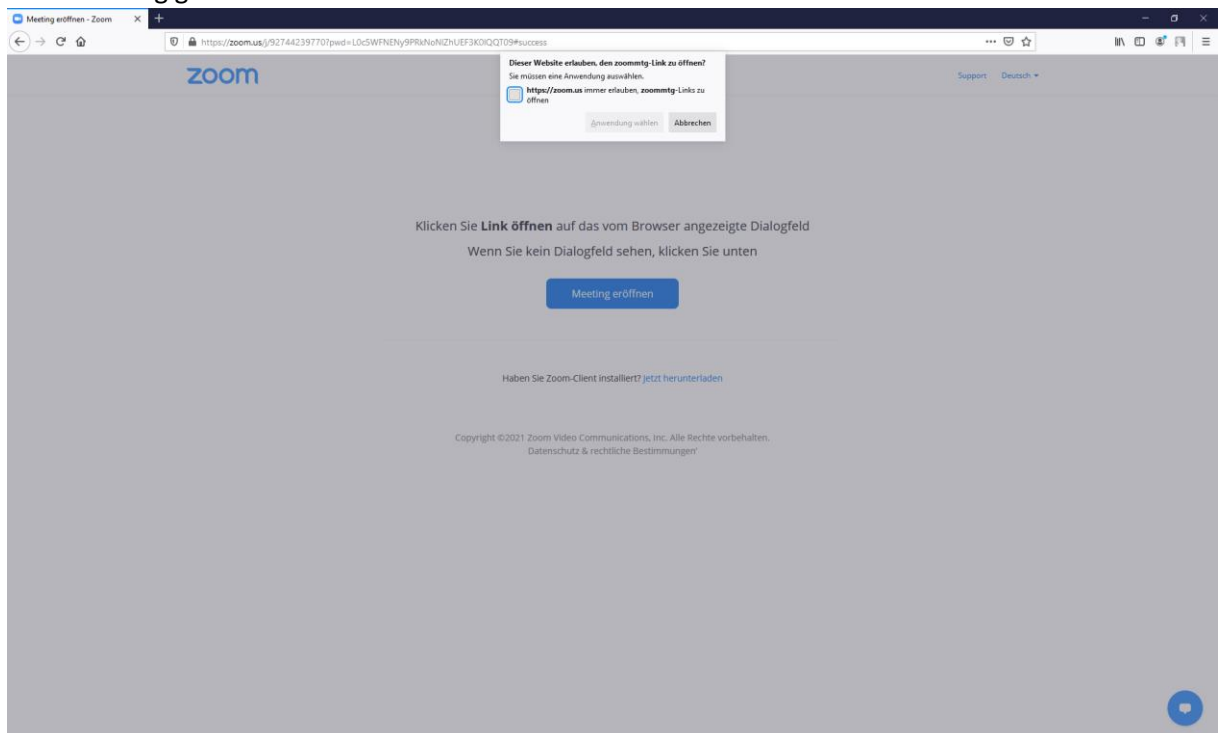 Meeting eröffnen - Zoom
https://zoom.us/j/92744239770?pwd=L0c5WFNENy9PRkNoNlZhUEF3K0lQQT09#success
zoom
Support Deutsch
Dieser Website erlauben, den zoommtg-Link zu öffnen?
Sie müssen eine Anwendung auswählen.
https://zoom.us immer erlauben, zoommtg-Links zu
öffnen
Anwendung wählen Abbrechen
Klicken Sie Link öffnen auf das vom Browser angezeigte Dialogfeld
Wenn Sie kein Dialogfeld sehen, klicken Sie unten
Meeting eröffnen
Haben Sie Zoom-Client installiert? Jetzt herunterladen
Copyright ©2021 Zoom Video Communications, Inc. Alle Rechte vorbehalten.
Datenschutz & rechtliche Bestimmungen'